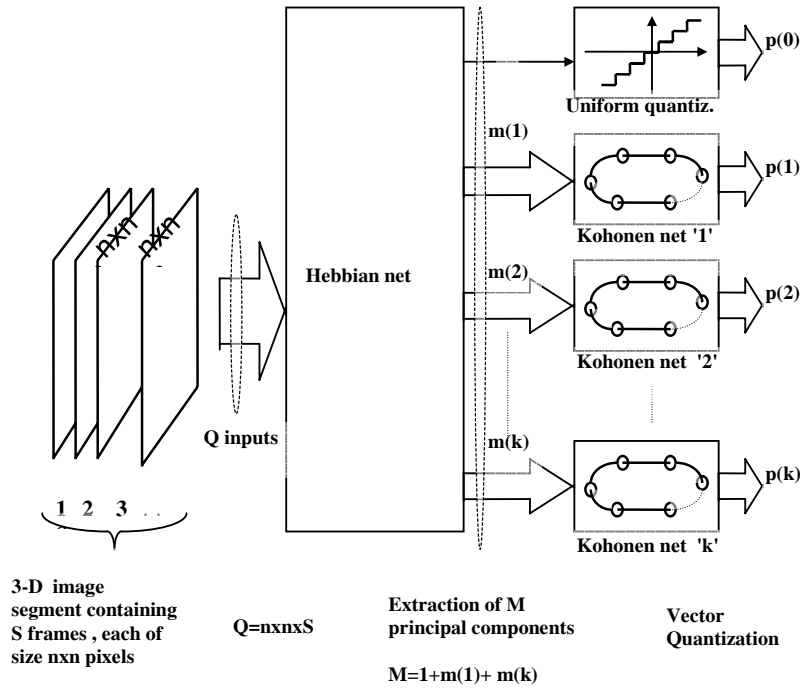 p(0)
Uniform quantiz.
m(1)
p(1)
Kohonen net '1'
nxn
nxn
Hebbian net
m(2)
p(2)
Kohonen net '2'
Q inputs
m(k)
p(k)
1 2 3 . .
Kohonen net 'k'
3-D image
segment containing
S frames , each of
size nxn pixels
Q=nxnxS
Extraction of M
principal components
M=1+m(1)+ m(k)
Vector
Quantization